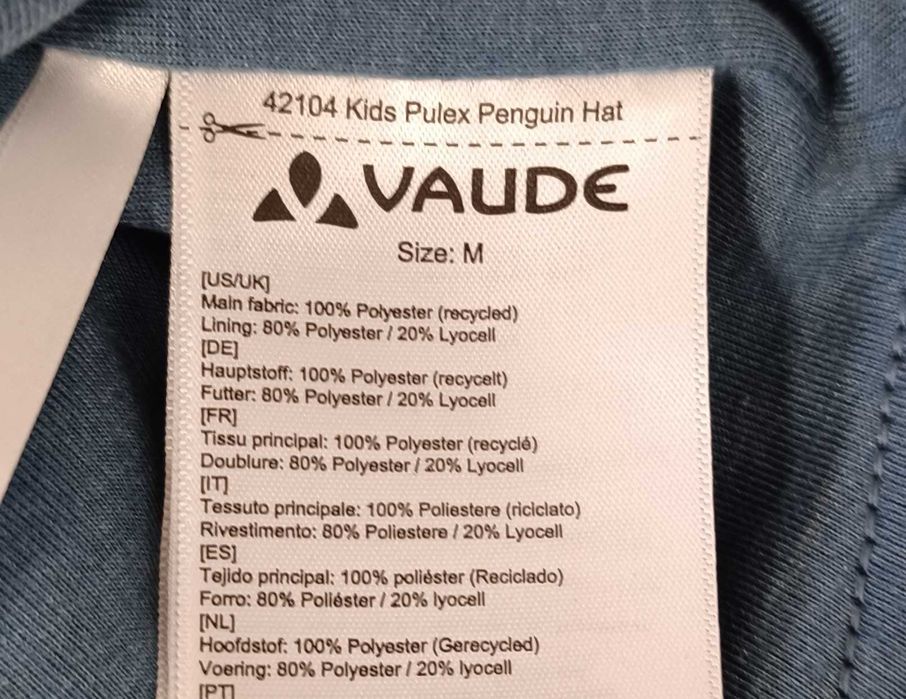 42104 Kids Pulex Penguin Hat
VAUDE
Size: M
[US/UK]
Main fabric: 100% Polyester (recycled)
Lining: 80% Polyester / 20% Lyocell
[DE]
Hauptstoff: 100% Polyester (recycelt)
Futter: 80% Polyester / 20% Lyocell
[FR]
Tissu principal: 100% Polyester (recyclé)
Doublure: 80% Polyester / 20% Lyocell
[IT]
Tessuto principale: 100% Poliestere (riciclato)
Rivestimento: 80% Poliestere / 20% Lyocell
[ES]
Tejido principal: 100% poliéster (Reciclado)
Forro: 80% Poliéster / 20% lyocell
[NL]
Hoofdstof: 100% Polyester (Gerecycled)
Voering: 80% Polyester / 20% lyocell
[PT]